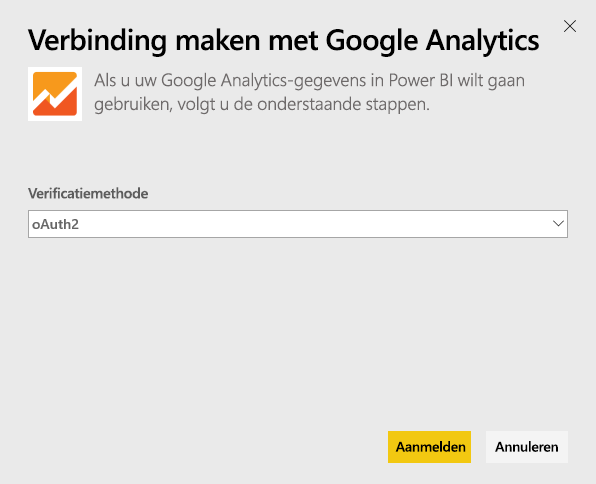 Verbinding maken met Google Analytics
Als u uw Google Analytics-gegevens in Power BI wilt gaan
gebruiken, volgt u de onderstaande stappen.
Verificatiemethode
oAuth2
Aanmelden
Annuleren